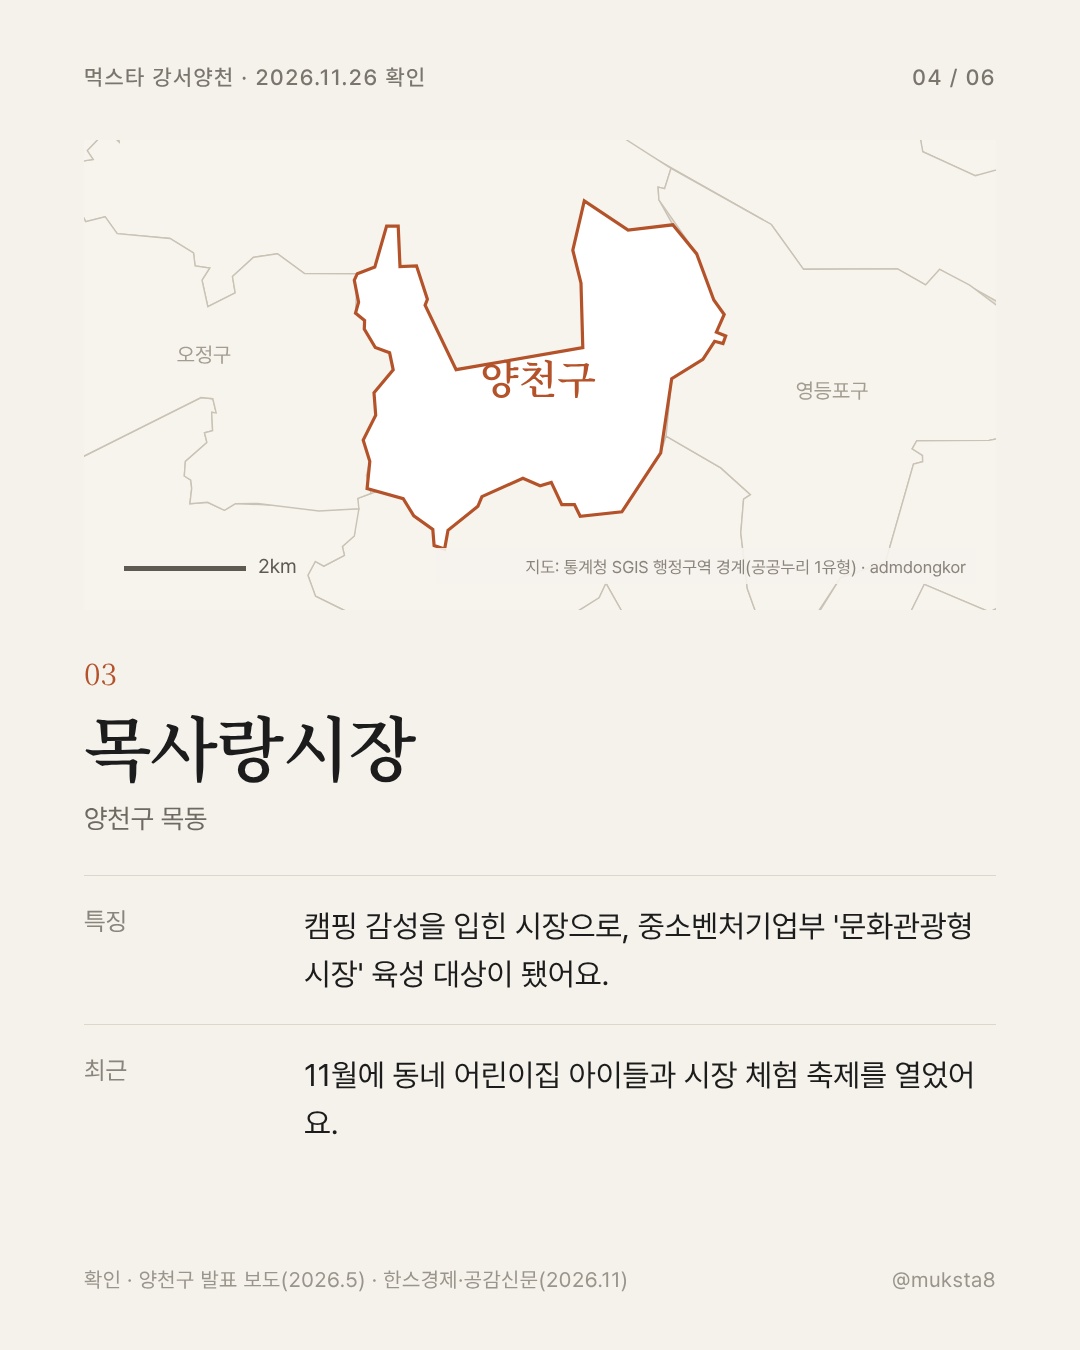 먹스타 강서양천 · 2026.11.26 확인
04 / 06
오정구
양천구
영등포구
2km
지도: 통계청 SGIS 행정구역 경계(공공누리 1유형) · admdongkor
03
목사랑시장
양천구 목동
특징
캠핑 감성을 입힌 시장으로, 중소벤처기업부 '문화관광형
시장' 육성 대상이 됐어요.
최근
11월에 동네 어린이집 아이들과 시장 체험 축제를 열었어
요.
확인 · 양천구 발표 보도(2026.5) · 한스경제·공감신문(2026.11)
@muksta8